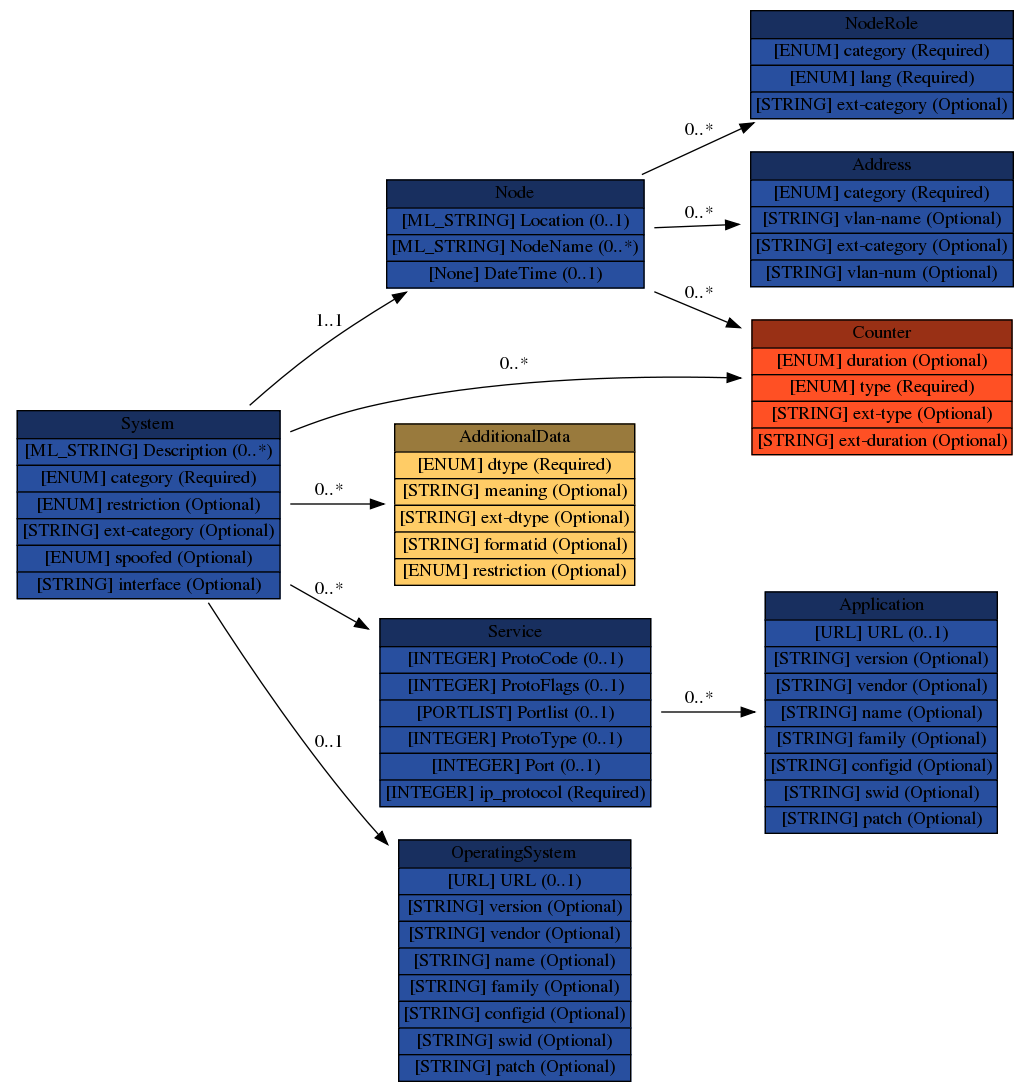 NodeRole
[ENUM] category (Required)
[ENUM] lang (Required)
[STRING] ext-category (Optional)
0..*
Address
[ENUM] category (Required)
[STRING] vlan-name (Optional)
[STRING] ext-category (Optional)
[STRING] vlan-num (Optional)
0..*
Node
[ML_STRING] Location (0..1)
[ML_STRING] NodeName (0..*)
[None] DateTime (0..1)
0..*
1..1
Counter
[ENUM] duration (Optional)
[ENUM] type (Required)
[STRING] ext-type (Optional)
[STRING] ext-duration (Optional)
0..*
System
[ML_STRING] Description (0..*)
[ENUM] category (Required)
[ENUM] restriction (Optional)
[STRING] ext-category (Optional)
[ENUM] spoofed (Optional)
[STRING] interface (Optional)
0..*
AdditionalData
[ENUM] dtype (Required)
[STRING] meaning (Optional)
[STRING] ext-dtype (Optional)
[STRING] formatid (Optional)
[ENUM] restriction (Optional)
0..*
Service
[INTEGER] ProtoCode (0..1)
[INTEGER] ProtoFlags (0..1)
[PORTLIST] Portlist (0..1)
[INTEGER] ProtoType (0..1)
[INTEGER] Port (0..1)
[INTEGER] ip_protocol (Required)
0..*
Application
[URL] URL (0..1)
[STRING] version (Optional)
[STRING] vendor (Optional)
[STRING] name (Optional)
[STRING] family (Optional)
[STRING] configid (Optional)
[STRING] swid (Optional)
[STRING] patch (Optional)
0..1
OperatingSystem
[URL] URL (0..1)
[STRING] version (Optional)
[STRING] vendor (Optional)
[STRING] name (Optional)
[STRING] family (Optional)
[STRING] configid (Optional)
[STRING] swid (Optional)
[STRING] patch (Optional)